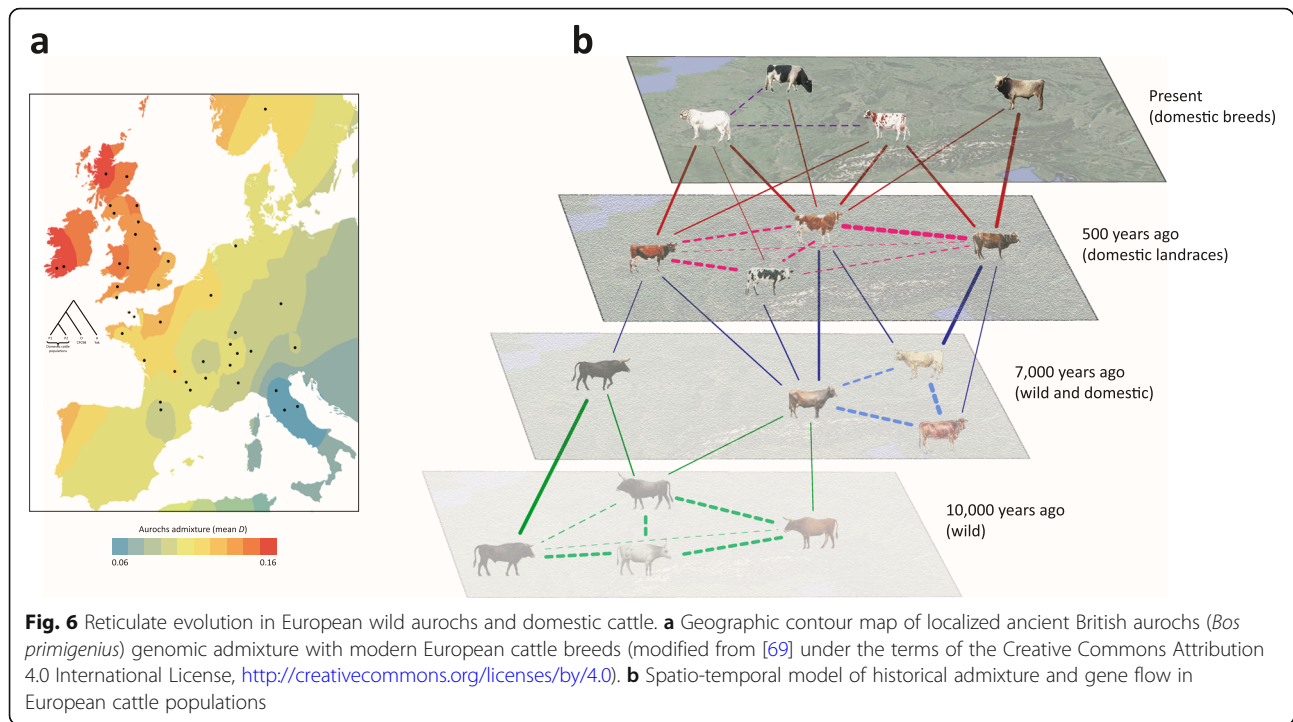 a
b
Present
(domestic breeds)
500 years ago
(domestic landraces)
7,000 years ago
(wild and domestic)
10,000 years ago
(wild)
Domestic cattle
populations
Aurochs admixture (mean D)
0.06
0.16
Fig. 6 Reticulate evolution in European wild aurochs and domestic cattle. a Geographic contour map of localized ancient British aurochs (Bos
primigenius) genomic admixture with modern European cattle breeds (modified from [69] under the terms of the Creative Commons Attribution
4.0 International License, http://creativecommons.org/licenses/by/4.0). b Spatio-temporal model of historical admixture and gene flow in
European cattle populations